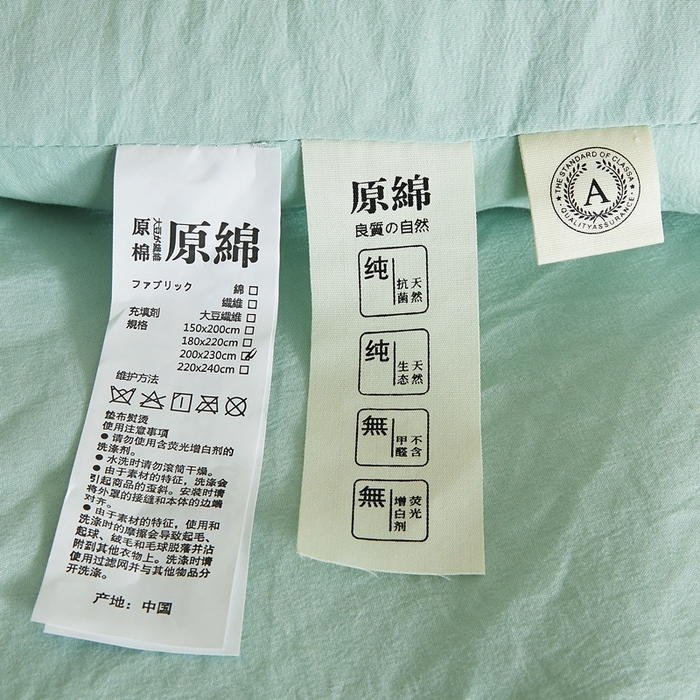 原棉
大豆
原綿
ファブリック
綿
繊維
充填剤
大豆繊維
規格
150x200cm
180x220cm
200x230cm
220x240cm
维护方法
垫布熨烫
使用注意事项
● 请勿使用含荧光增白剂的
洗涤剂。
● 水洗时请勿滚筒干燥。
● 由于素材的特征，洗涤会
引起商品的歪斜。安装时请
将外罩的接缝和本体的边端
对齐。
● 由于素材的特征，使用和
洗涤时的摩擦会导致起毛、
起球、绒毛和毛球脱落并沾
附到其他衣物上。洗涤时请
使用过滤网并与其他物品分
开洗涤。
产地：中国
原綿
良質の自然
纯
天然
抗菌
纯
天然
生态
無
不含
甲醛
無
荧光
增白剂
THE STANDARD OF CLASSA
A
QUALITYASSURANCE